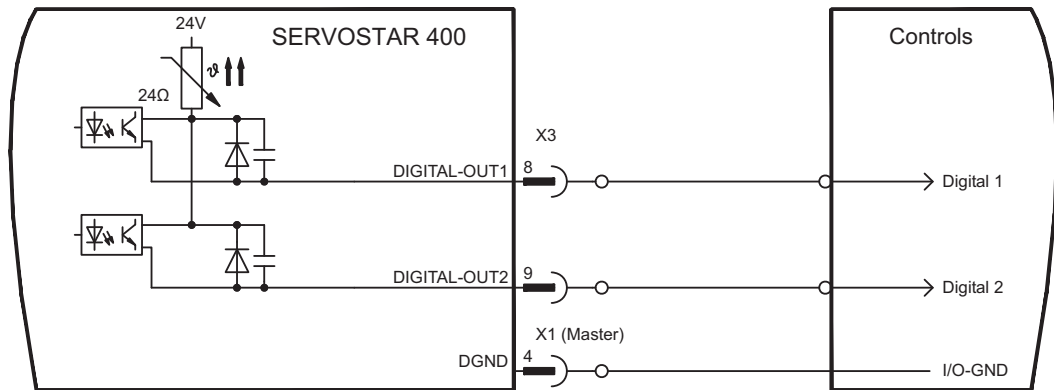 24V
SERVOSTAR 400
Controls
ϑ
24Ω
X3
DIGITAL-OUT1
8
Digital 1
DIGITAL-OUT2
9
Digital 2
X1 (Master)
DGND
4
I/O-GND